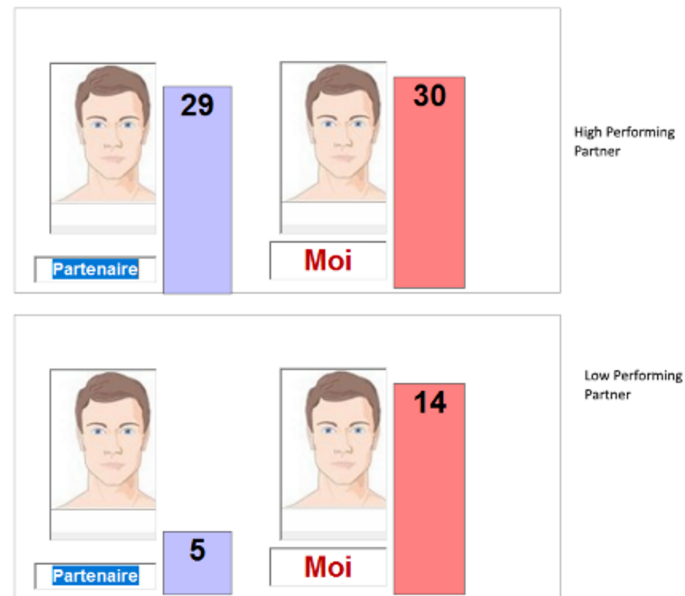 29
30
High Performing
Partner
Partenaire
Moi
14
Low Performing
Partner
5
Partenaire
Moi